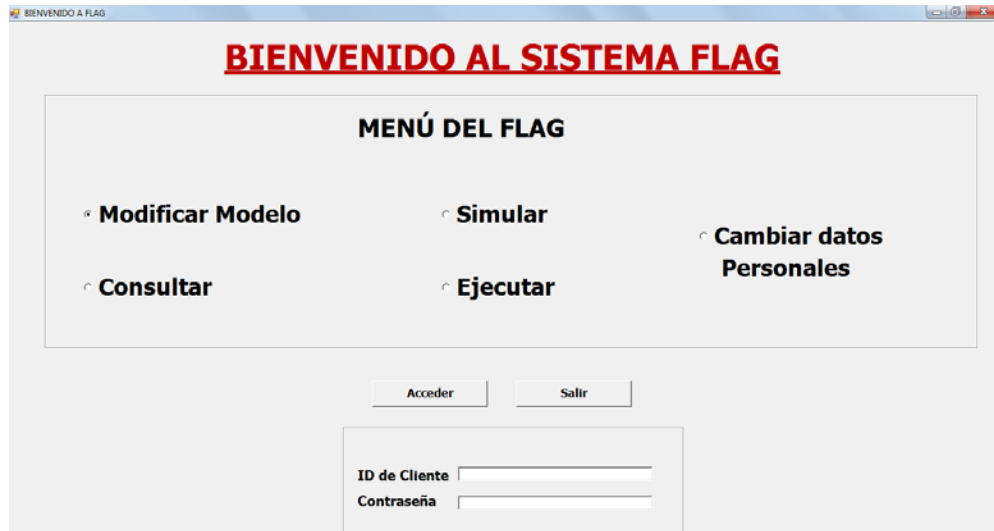 BIENVENIDO A FLAG
BIENVENIDO AL SISTEMA FLAG
MENÚ DEL FLAG
Modificar Modelo
Simular
Cambiar datos
Personales
Consultar
Ejecutar
Acceder
Salir
ID de Cliente
Contraseña